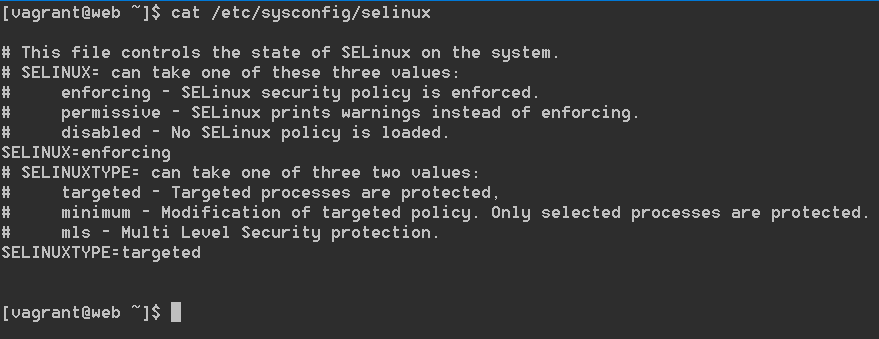 [vagrant@web ~]$ cat /etc/sysconfig/selinux
# This file controls the state of SELinux on the system.
# SELINUX= can take one of these three values:
#     enforcing - SELinux security policy is enforced.
#     permissive - SELinux prints warnings instead of enforcing.
#     disabled - No SELinux policy is loaded.
SELINUX=enforcing
# SELINUXTYPE= can take one of three two values:
#     targeted - Targeted processes are protected,
#     minimum - Modification of targeted policy. Only selected processes are protected.
#     mls - Multi Level Security protection.
SELINUXTYPE=targeted
[vagrant@web ~]$